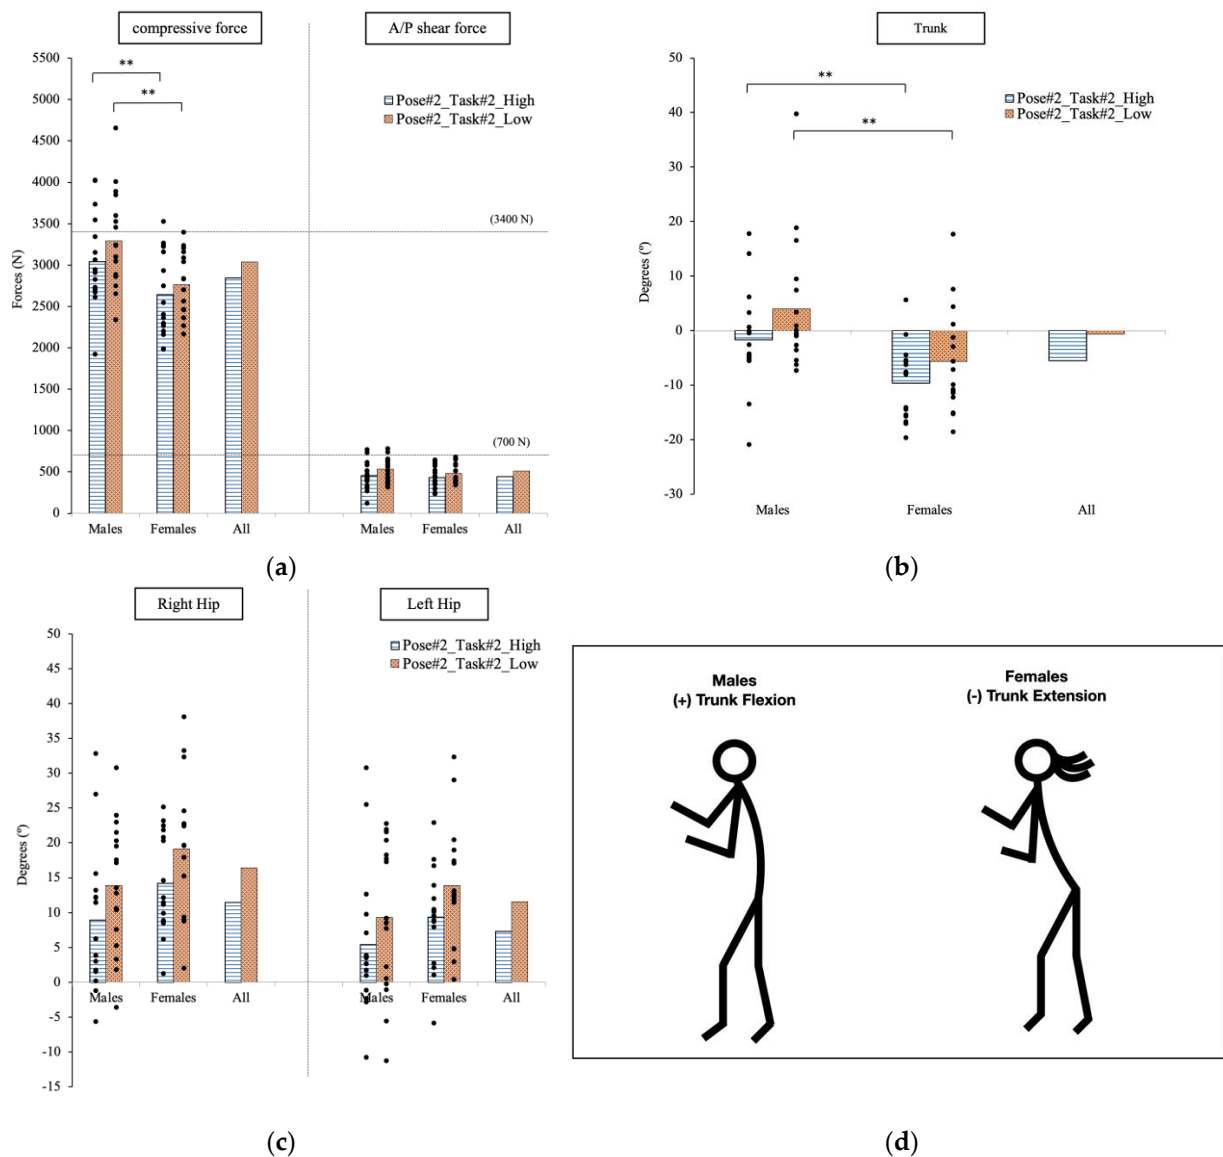 compressive force
A/P shear force
5500
5000
4500
4000
3500
3000
2500
2000
1500
1000
500
0
Forces (N)
**
**
Pose#2_Task#2_High
Pose#2_Task#2_Low
(3400 N)
(700 N)
Males Females All
Males Females All
(a)
Trunk
50
40
30
20
10
0
-10
-20
-30
Degrees (º)
**
**
Pose#2_Task#2_High
Pose#2_Task#2_Low
Males Females All
(b)
Right Hip
Left Hip
50
45
40
35
30
25
20
15
10
5
0
-5
-10
-15
Degrees (º)
Pose#2_Task#2_High
Pose#2_Task#2_Low
Males Females All
Males Females All
(c)
Males
(+) Trunk Flexion
Females
(-) Trunk Extension
(d)